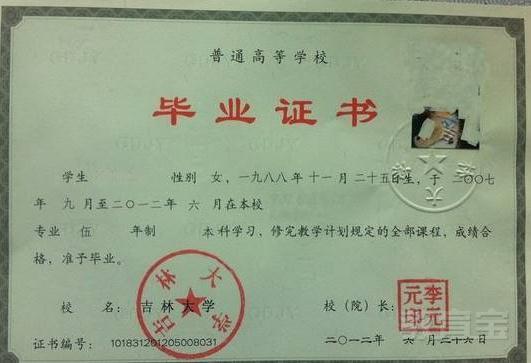 普通高等学校
毕业证书
学生 性别 女，一九八八年 十一月 二十五日生，于 二〇〇七
年 九 月至二〇一二年 六 月在本校
专业 伍 年制 本科学习，修完教学计划规定的全部课程，成绩合
格，准予毕业。
吉林大学
校 名：吉林大学
校（院）长：
李元元印
证书编号：101831201205008031
二〇一二年 六 月 二十六日